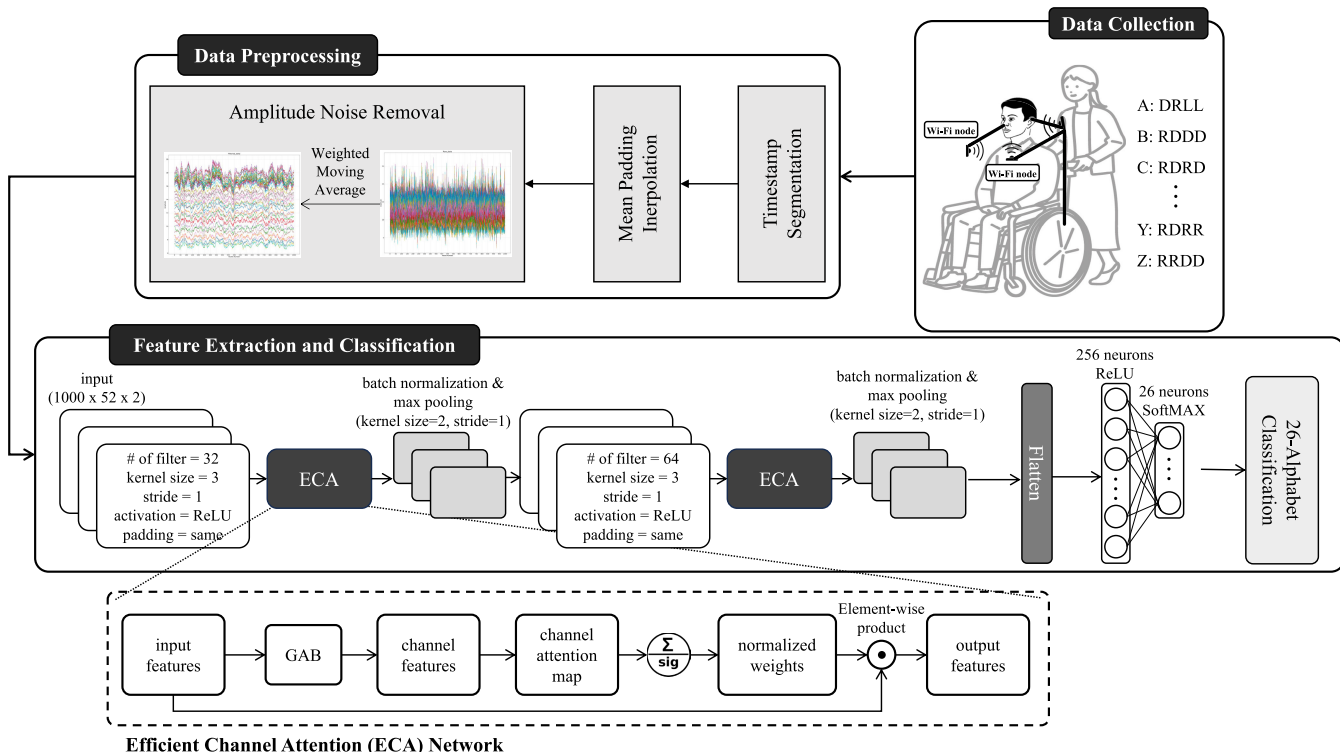 Data Collection
Wi-Fi node
Wi-Fi node
A: DRLL
B: RDDD
C: RDRD
⋮
Y: RDRR
Z: RRDD
Data Preprocessing
Timestamp
Segmentation
Mean Padding
Inerpolation
Amplitude Noise Removal
Weighted
Moving
Average
Feature Extraction and Classification
input
(1000 x 52 x 2)
# of filter = 32
kernel size = 3
stride = 1
activation = ReLU
padding = same
ECA
batch normalization &
max pooling
(kernel size=2, stride=1)
# of filter = 64
kernel size = 3
stride = 1
activation = ReLU
padding = same
ECA
batch normalization &
max pooling
(kernel size=2, stride=1)
Flatten
256 neurons
ReLU
26 neurons
SoftMAX
26-Alphabet
Classification
input
features
GAB
channel
features
channel
attention
map
Σ
sig
normalized
weights
Element-wise
product
output
features
Efficient Channel Attention (ECA) Network